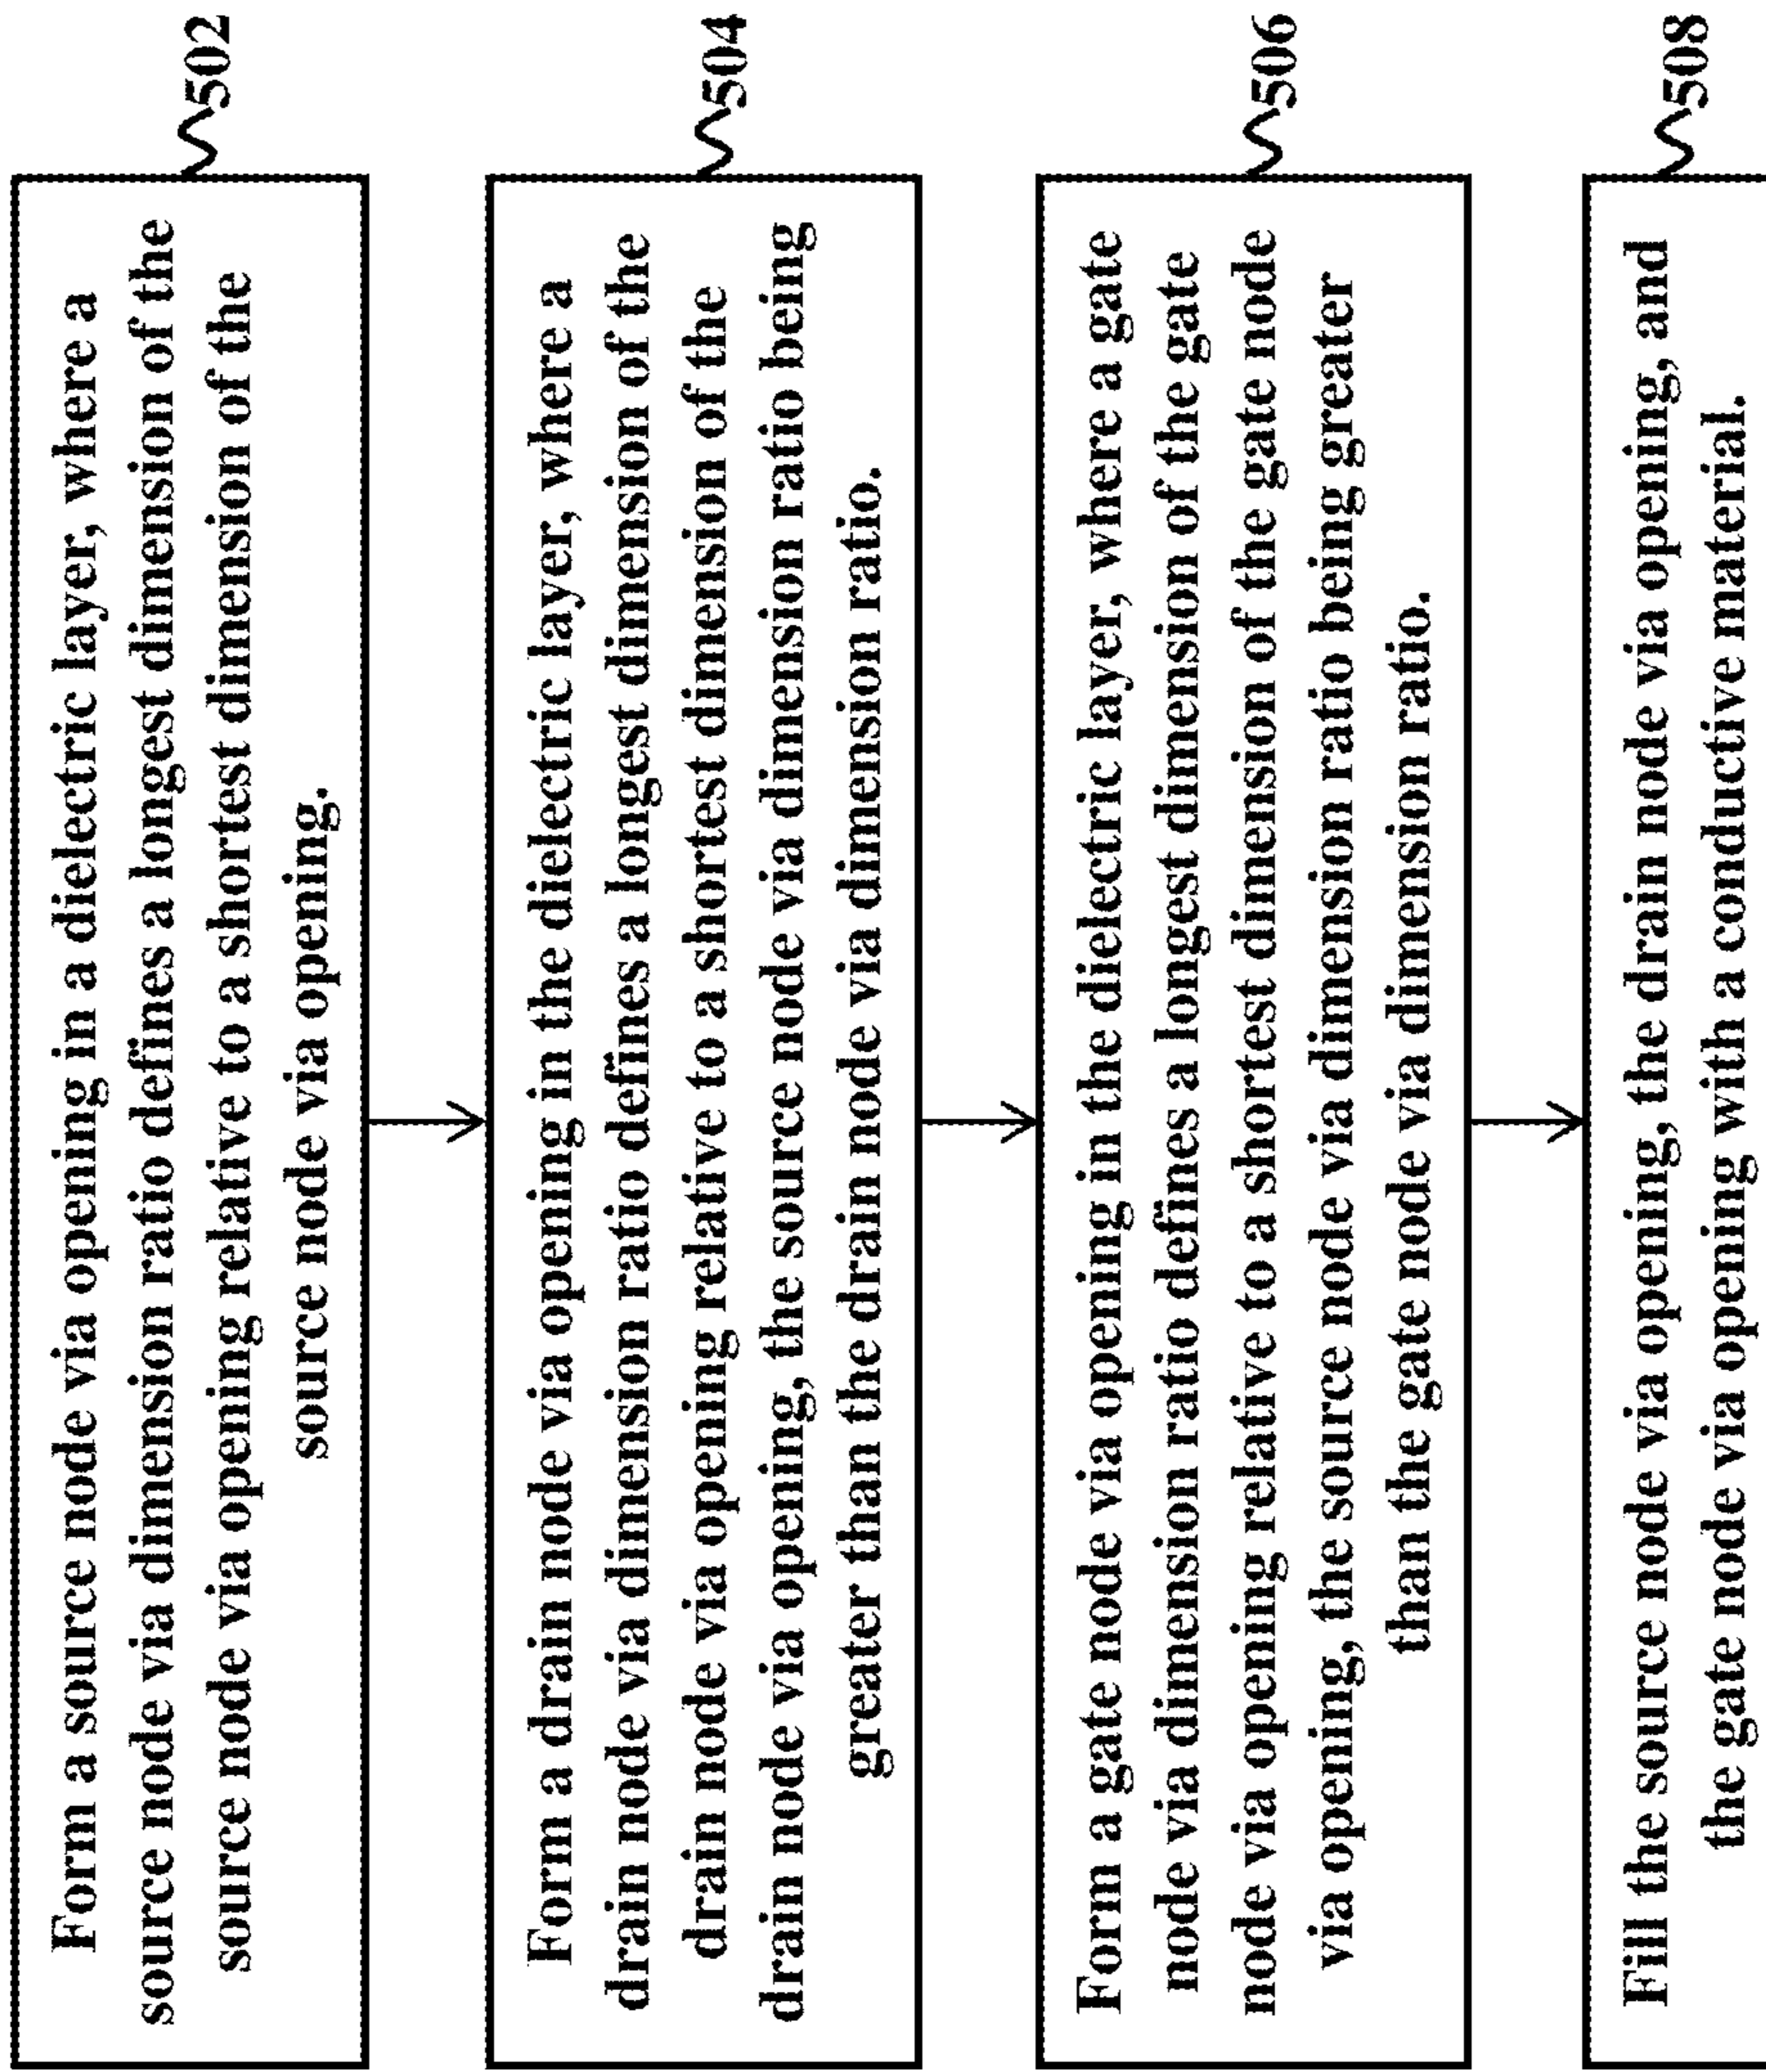 Form a source node via opening in a dielectric layer, where a
source node via dimension ratio defines a longest dimension of the
source node via opening relative to a shortest dimension of the
source node via opening.
502
Form a drain node via opening in the dielectric layer, where a
drain node via dimension ratio defines a longest dimension of the
drain node via opening relative to a shortest dimension of the
drain node via opening, the source node via dimension ratio being
greater than the drain node via dimension ratio.
504
Form a gate node via opening in the dielectric layer, where a gate
node via dimension ratio defines a longest dimension of the gate
node via opening relative to a shortest dimension of the gate node
via opening, the source node via dimension ratio being greater
than the gate node via dimension ratio.
506
Fill the source node via opening, the drain node via opening, and
the gate node via opening with a conductive material.
508